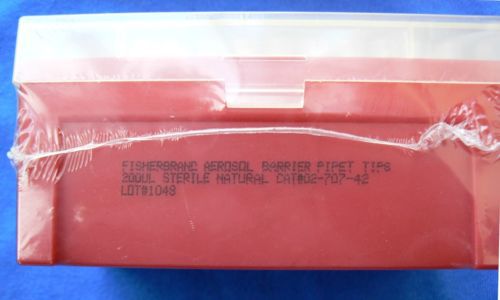 FISHERBRAND AEROSOL BARRIER PIPET TIPS
200UL STERILE NATURAL CAT#02-707-42
LOT#1048